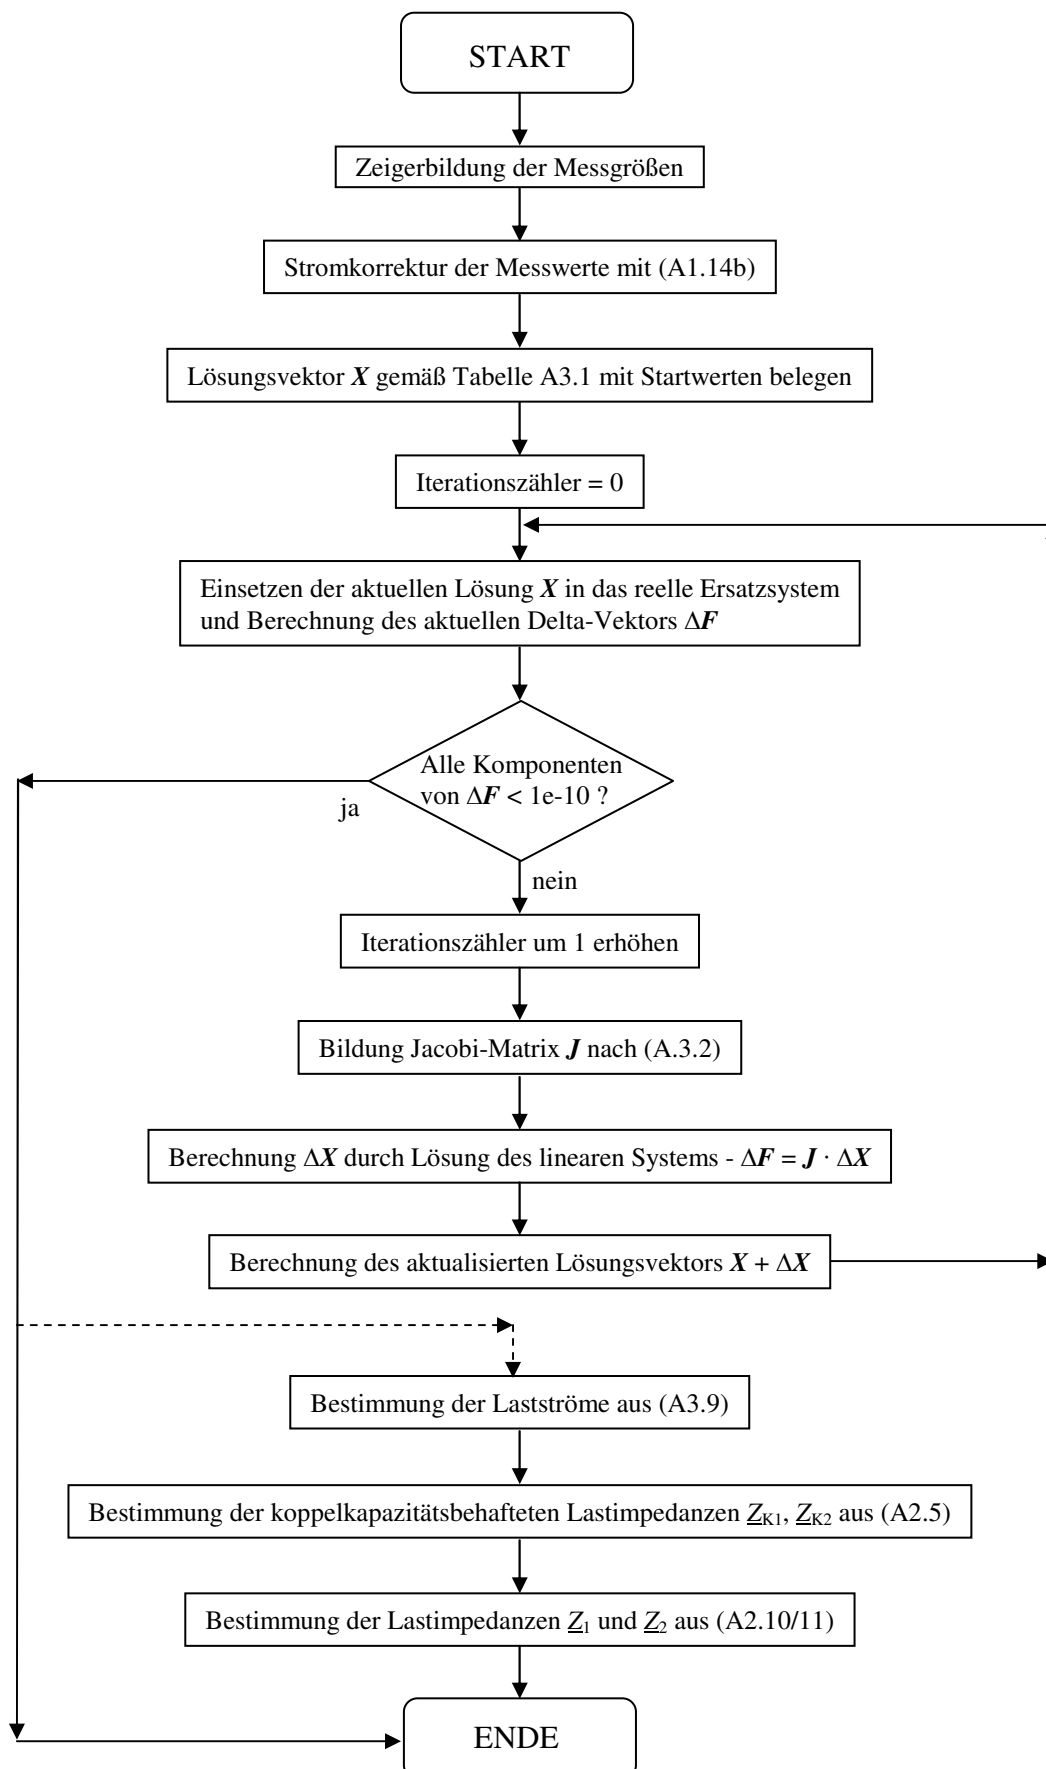 START
Zeigerbildung der Messgrößen
Stromkorrektur der Messwerte mit (A1.14b)
Lösungsvektor X gemäß Tabelle A3.1 mit Startwerten belegen
Iterationszähler = 0
Einsetzen der aktuellen Lösung X in das reelle Ersatzsystem
und Berechnung des aktuellen Delta-Vektors ΔF
Alle Komponenten
von ΔF < 1e-10 ?
ja
nein
Iterationszähler um 1 erhöhen
Bildung Jacobi-Matrix J nach (A.3.2)
Berechnung ΔX durch Lösung des linearen Systems - ΔF = J · ΔX
Berechnung des aktualisierten Lösungsvektors X + ΔX
Bestimmung der Lastströme aus (A3.9)
Bestimmung der koppelkapazitätsbehafteten Lastimpedanzen Z_K1, Z_K2 aus (A2.5)
Bestimmung der Lastimpedanzen Z_1 und Z_2 aus (A2.10/11)
ENDE